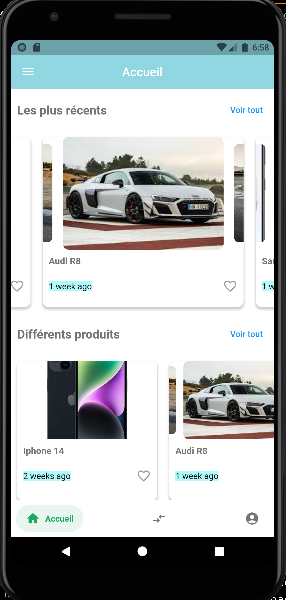 6:58
Accueil
Les plus récents
Voir tout
Audi R8
Sa
1 week ago
1 w
Différents produits
Voir tout
Iphone 14
Audi R8
2 weeks ago
1 week ago
Accueil